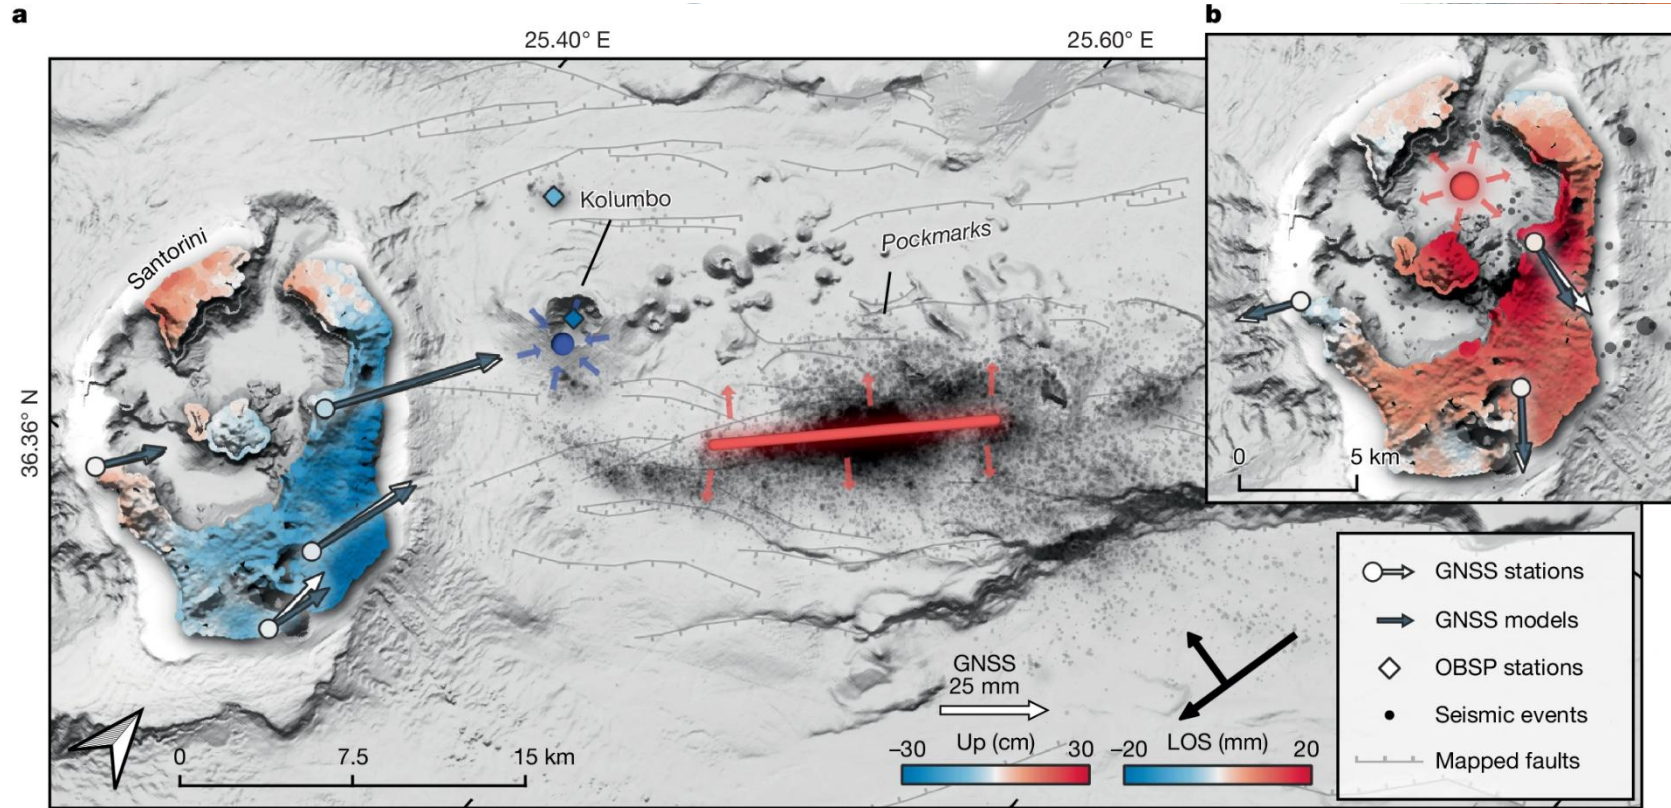 a
b
25.40° E
25.60° E
36.36° N
Santorini
Kolumbo
Pockmarks
0
5 km
GNSS stations
GNSS models
OBSP stations
Seismic events
Mapped faults
GNSS
25 mm
0
7.5
15 km
−30
Up (cm)
30
−20
LOS (mm)
20